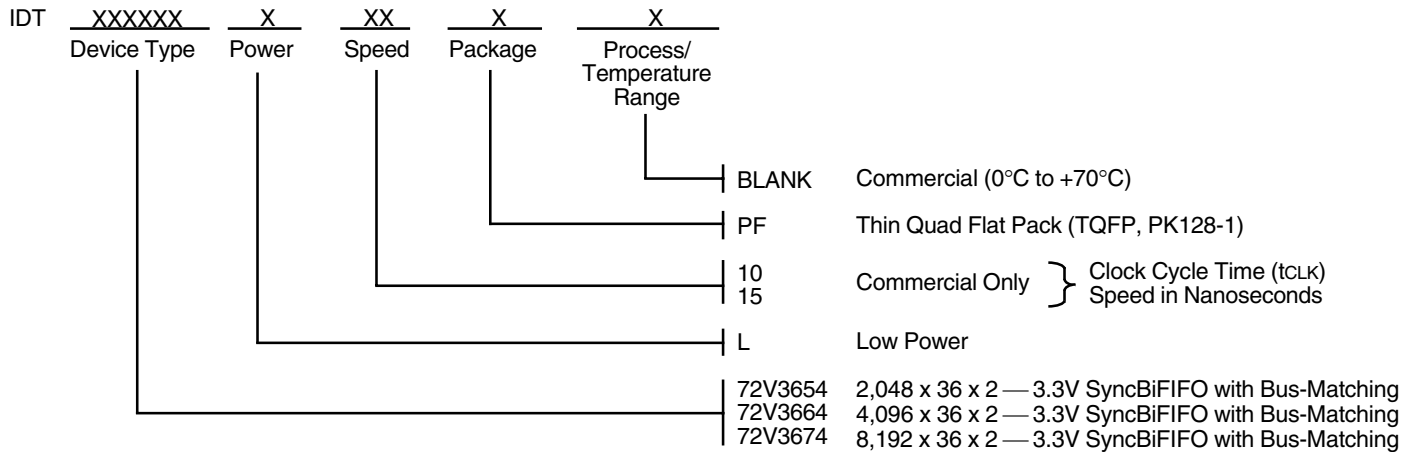 IDT XXXXXX X XX X X
Device Type Power Speed Package Process/
Temperature
Range
BLANK Commercial (0°C to +70°C)
PF Thin Quad Flat Pack (TQFP, PK128-1)
10
15
Commercial Only } Clock Cycle Time (tCLK)
Speed in Nanoseconds
L Low Power
72V3654 2,048 x 36 x 2 — 3.3V SyncBiFIFO with Bus-Matching
72V3664 4,096 x 36 x 2 — 3.3V SyncBiFIFO with Bus-Matching
72V3674 8,192 x 36 x 2 — 3.3V SyncBiFIFO with Bus-Matching